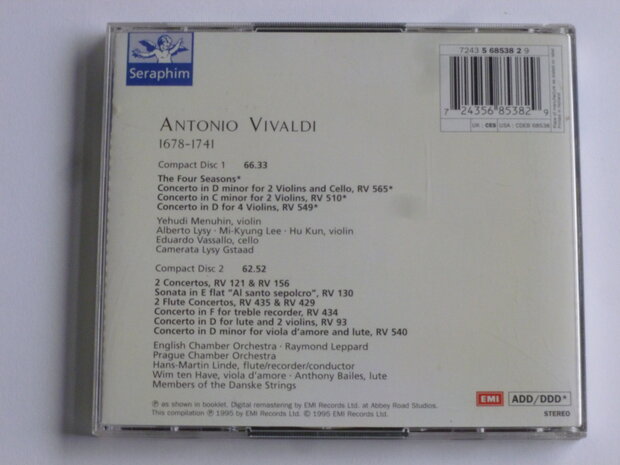 Seraphim
7243 5 68538 2 9
7 24356 85382 9
UK : CES USA : CDEB 68538
ANTONIO VIVALDI
1678-1741
Compact Disc 1 66.33
The Four Seasons*
Concerto in D minor for 2 Violins and Cello, RV 565*
Concerto in C minor for 2 Violins, RV 510*
Concerto in D for 4 Violins, RV 549*
Yehudi Menuhin, violin
Alberto Lysy · Mi-Kyung Lee · Hu Kun, violin
Eduardo Vassallo, cello
Camerata Lysy Gstaad
Compact Disc 2 62.52
2 Concertos, RV 121 & RV 156
Sonata in E flat "Al santo sepolcro", RV 130
2 Flute Concertos, RV 435 & RV 429
Concerto in F for treble recorder, RV 434
Concerto in D for lute and 2 violins, RV 93
Concerto in D minor for viola d'amore and lute, RV 540
English Chamber Orchestra · Raymond Leppard
Prague Chamber Orchestra
Hans-Martin Linde, flute/recorder/conductor
Wim ten Have, viola d'amore · Anthony Bailes, lute
Members of the Danske Strings
℗ as shown in booklet. Digital remastering by EMI Records Ltd. at Abbey Road Studios.
This compilation ℗ 1995 by EMI Records Ltd. © 1995 EMI Records Ltd.
EMI
ADD/DDD*
STEREO